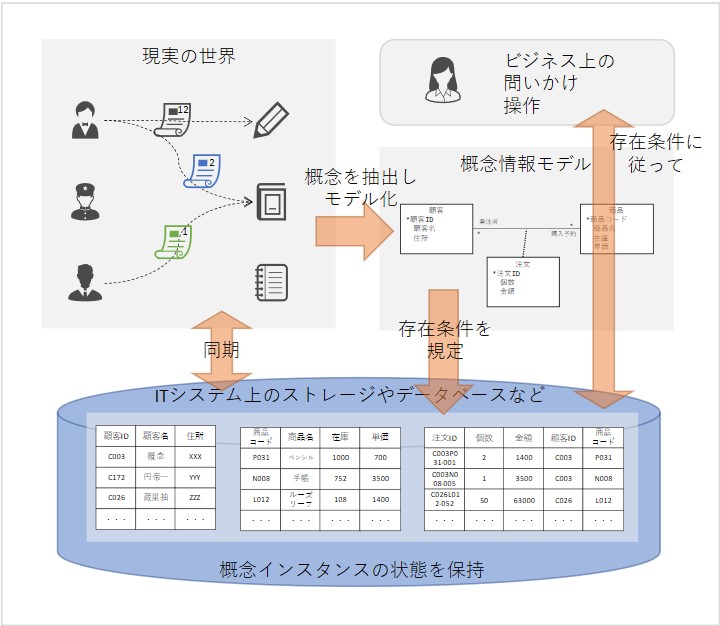 現実の世界
12
2
1
ビジネス上の
問いかけ
操作
存在条件に
従って
概念情報モデル
概念を抽出し
モデル化
顧客
*顧客ID
顧客名
住所
発注済
*
*
購入予約
商品
*商品コード
商品名
在庫
単価
注文
*注文ID
個数
金額
同期
存在条件を
規定
ITシステム上のストレージやデータベースなど
顧客ID 顧客名 住所
C003 概念 XXX
C172 円帝一 YYY
C026 蔵巣抽 ZZZ
・・・ ・・・ ・・・
商品
コード 商品名 在庫 単価
P031 ペンシル 1000 700
N008 手帳 752 3500
L012 ルーズ
リーフ 108 1400
・・・ ・・・ ・・・ ・・・
注文ID 個数 金額 顧客ID 商品
コード
C003P0
31-001 2 1400 C003 P031
C003N0
08-005 1 3500 C003 N008
C026L01
2-052 50 63000 C026 L012
・・・ ・・・ ・・・ ・・・ ・・・
概念インスタンスの状態を保持